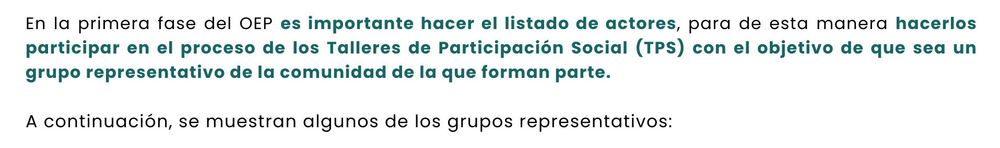 En la primera fase del OEP es importante hacer el listado de actores, para de esta manera hacerlos
participar en el proceso de los Talleres de Participación Social (TPS) con el objetivo de que sea un
grupo representativo de la comunidad de la que forman parte.
A continuación, se muestran algunos de los grupos representativos: